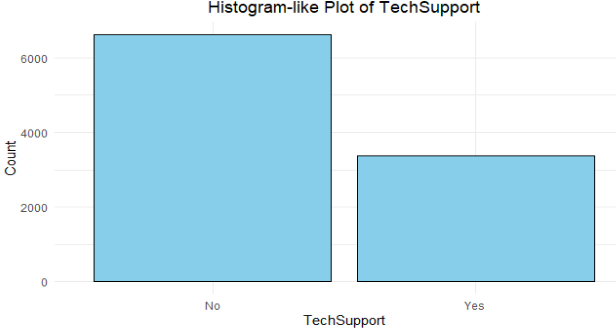 Histogram-like Plot of TechSupport
Count
6000
4000
2000
0
No
Yes
TechSupport